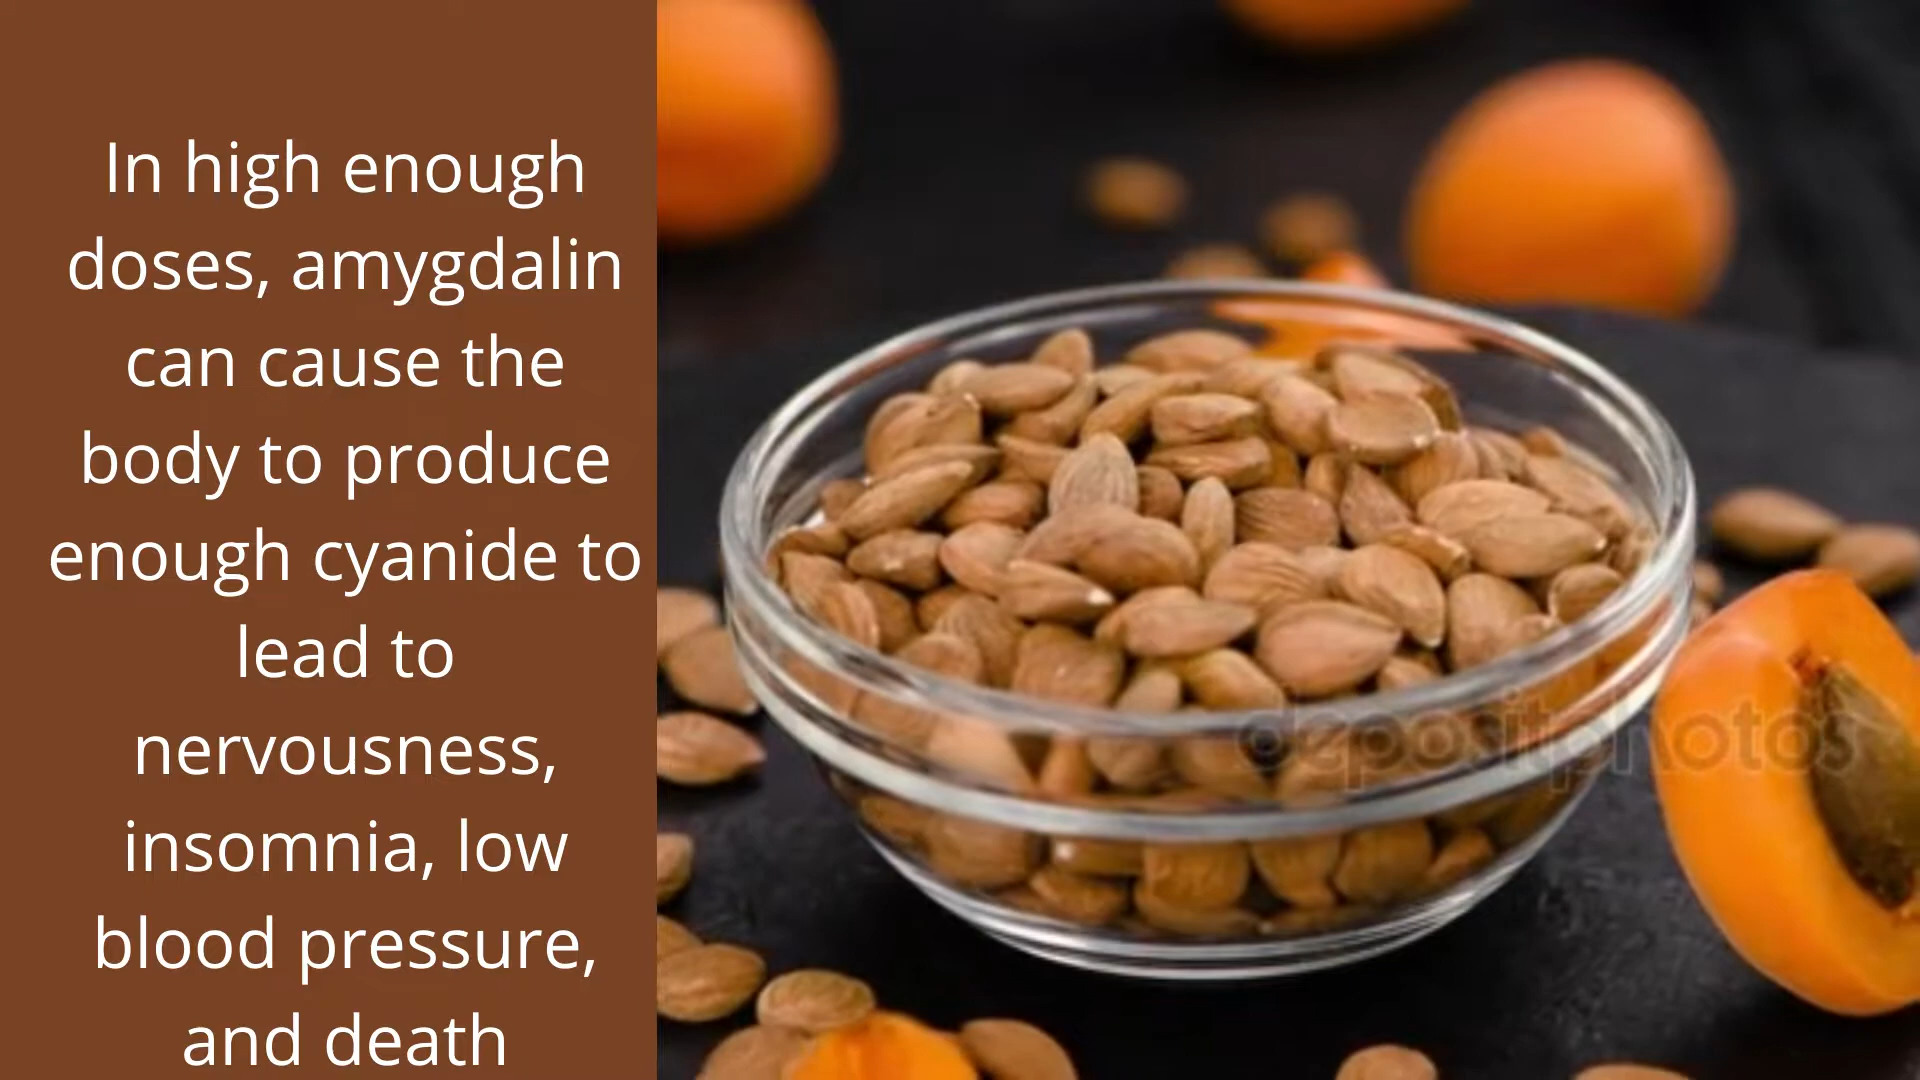 In high enough
doses, amygdalin
can cause the
body to produce
enough cyanide to
lead to
nervousness,
insomnia, low
blood pressure,
and death
depositphotos